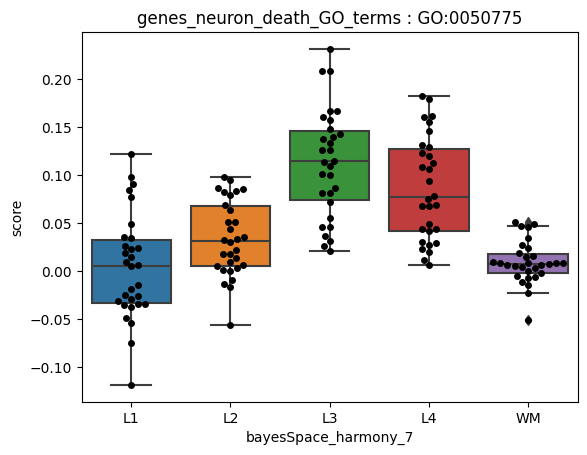 genes_neuron_death_GO_terms : GO:0050775
0.20
0.15
0.10
0.05
0.00
−0.05
−0.10
score
L1 L2 L3 L4 WM
bayesSpace_harmony_7